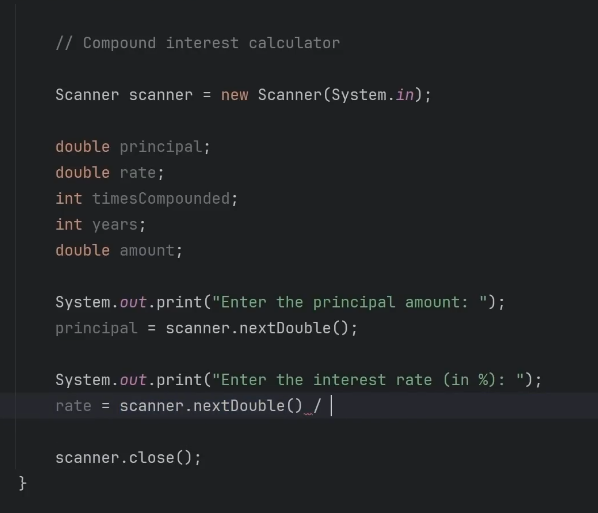 // Compound interest calculator
Scanner scanner = new Scanner(System.in);
double principal;
double rate;
int timesCompounded;
int years;
double amount;
System.out.print("Enter the principal amount: ");
principal = scanner.nextDouble();
System.out.print("Enter the interest rate (in %): ");
rate = scanner.nextDouble() /
scanner.close();
}